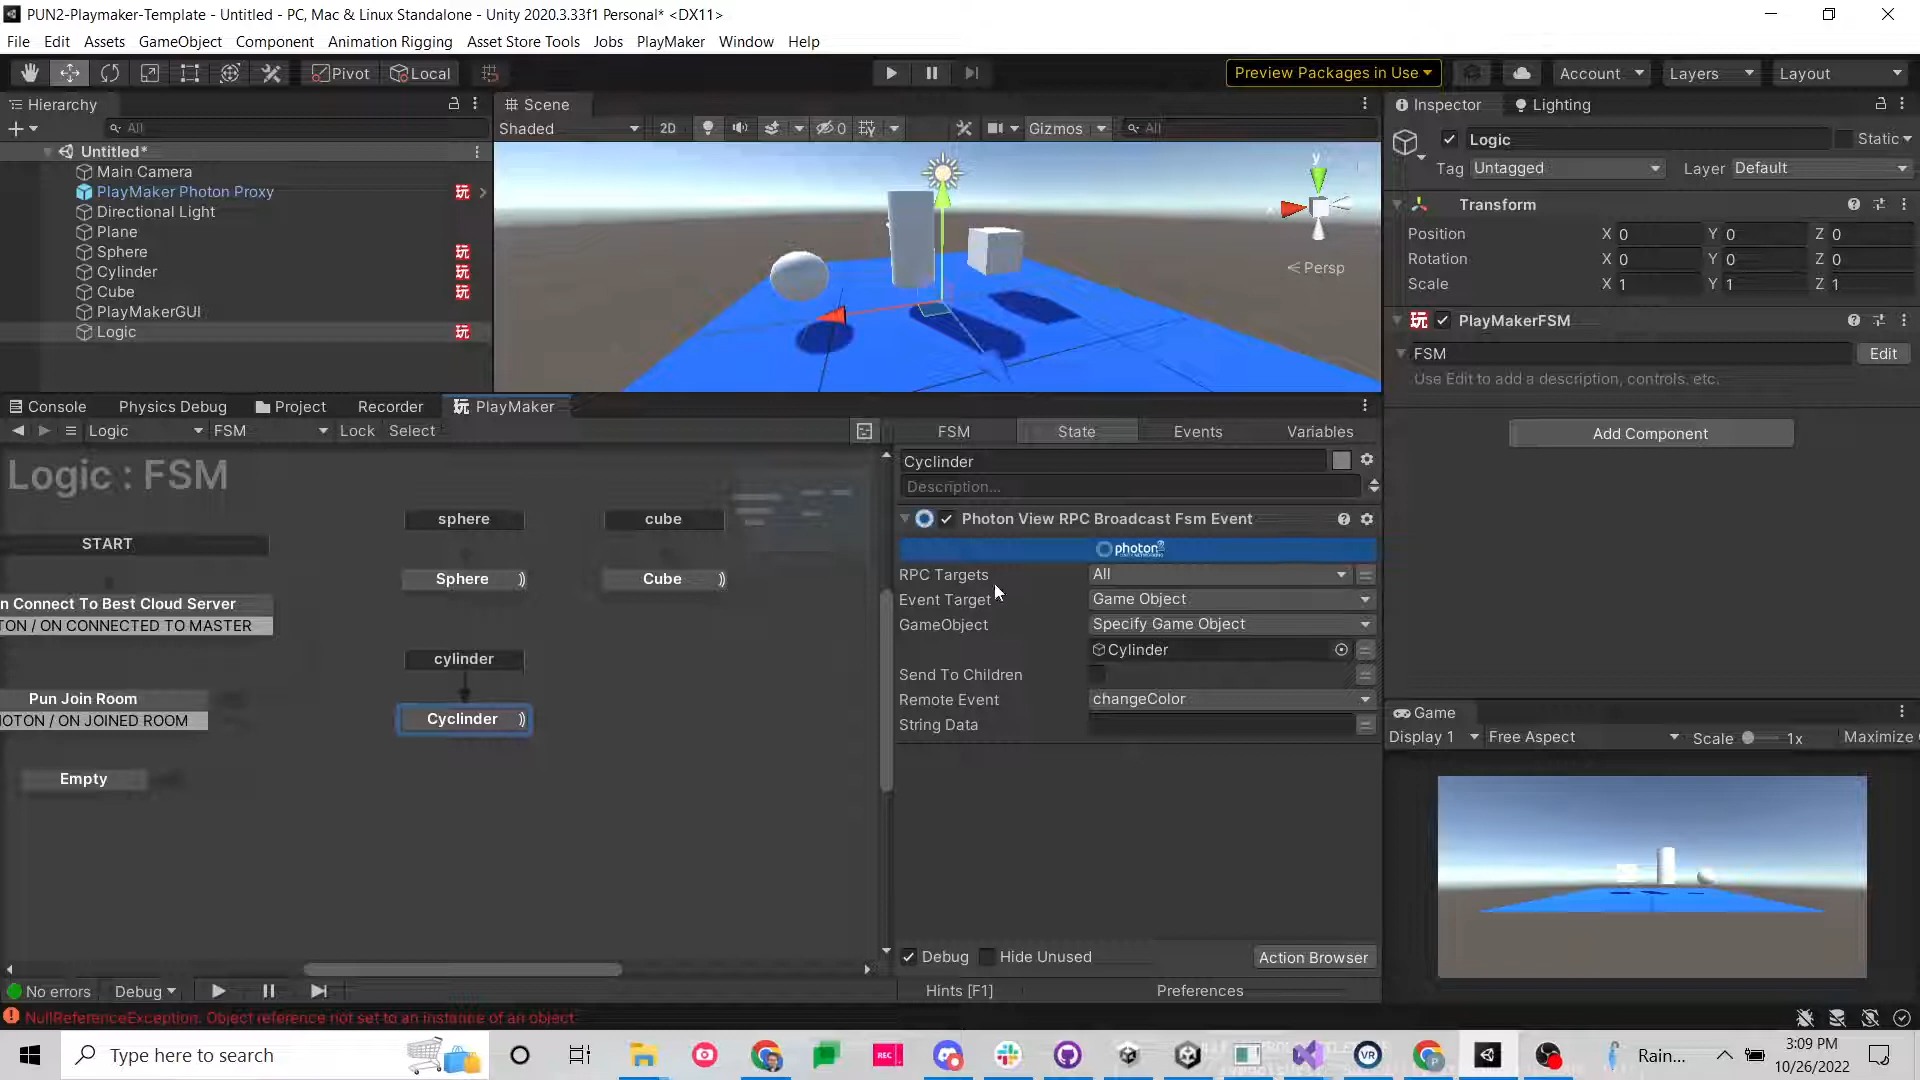 PUN2-Playmaker-Template - Untitled - PC, Mac & Linux Standalone - Unity 2020.3.33f1 Personal* <DX11>
File Edit Assets GameObject Component Animation Rigging Asset Store Tools Jobs PlayMaker Window Help
Pivot Local Preview Packages in Use Account Layers Layout
Hierarchy
All
Untitled*
Main Camera
PlayMaker Photon Proxy
Directional Light
Plane
Sphere
Cylinder
Cube
PlayMakerGUI
Logic
Scene
Shaded 2D 0 Gizmos All
y
Persp
Inspector Lighting
Logic Static
Tag Untagged Layer Default
Transform
Position X 0 Y 0 Z 0
Rotation X 0 Y 0 Z 0
Scale X 1 Y 1 Z 1
玩 PlayMakerFSM
FSM Edit
Use Edit to add a description, controls, etc.
Add Component
Console Physics Debug Project Recorder 玩 PlayMaker
Logic FSM Lock Select
Logic : FSM
START
n Connect To Best Cloud Server
TON / ON CONNECTED TO MASTER
Pun Join Room
HOTON / ON JOINED ROOM
Empty
sphere
Sphere
cube
Cube
cylinder
Cyclinder
FSM State Events Variables
Cyclinder
Description...
Photon View RPC Broadcast Fsm Event
photon
RPC Targets All
Event Target Game Object
GameObject Specify Game Object
Cylinder
Send To Children
Remote Event changeColor
String Data
Debug Hide Unused Action Browser
Hints [F1] Preferences
Game
Display 1 Free Aspect Scale 1x Maximize
No errors Debug
NullReferenceException: Object reference not set to an instance of an object
Type here to search
REC
VR
P
Rain...
3:09 PM
10/26/2022